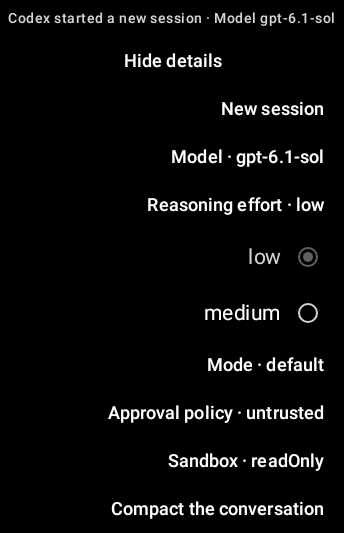 Codex started a new session · Model gpt-6.1-sol
Hide details
New session
Model · gpt-6.1-sol
Reasoning effort · low
low
medium
Mode · default
Approval policy · untrusted
Sandbox · readOnly
Compact the conversation